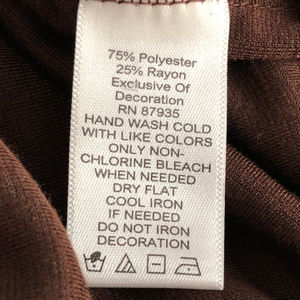 75% Polyester
25% Rayon
Exclusive Of
Decoration
RN 87935
HAND WASH COLD
WITH LIKE COLORS
ONLY NON-
CHLORINE BLEACH
WHEN NEEDED
DRY FLAT
COOL IRON
IF NEEDED
DO NOT IRON
DECORATION